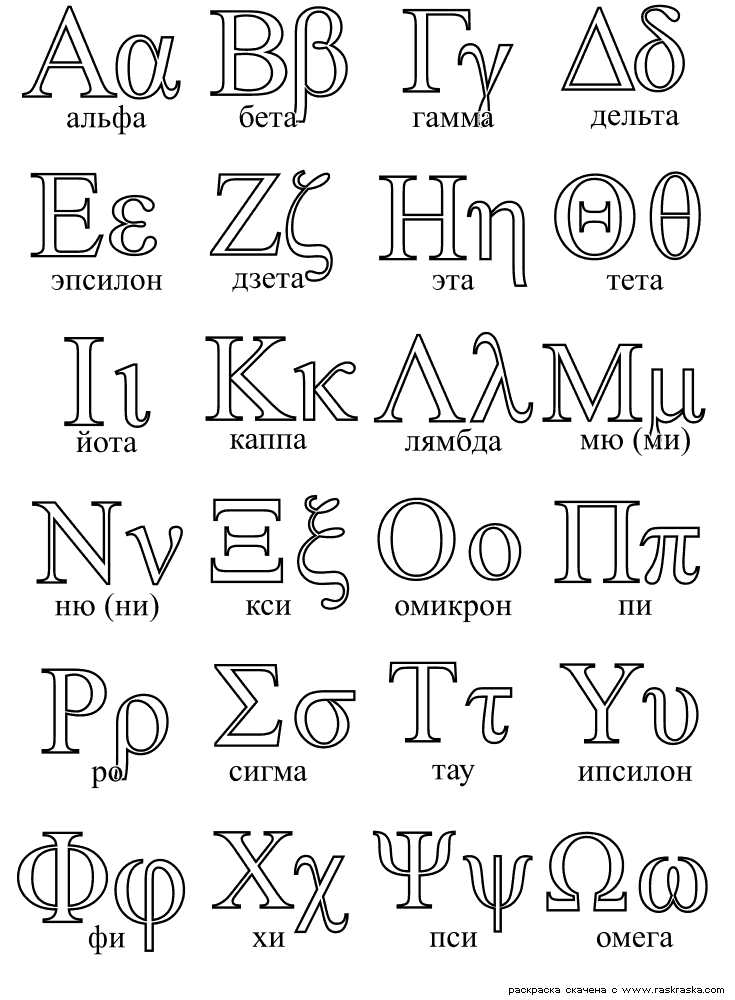 Αα Ββ Γγ Δδ
альфа бета гамма дельта
Εε Ζζ Ηη Θθ
эпсилон дзета эта тета
Ιι Κκ Λλ Μμ
йота каппа лямбда мю (ми)
Νν Ξξ Οο Ππ
ню (ни) кси омикрон пи
Ρρ Σσ Ττ Υυ
ро сигма тау ипсилон
Φφ Χχ Ψψ Ωω
фи хи пси омега
раскраска скачена с www.raskraska.com